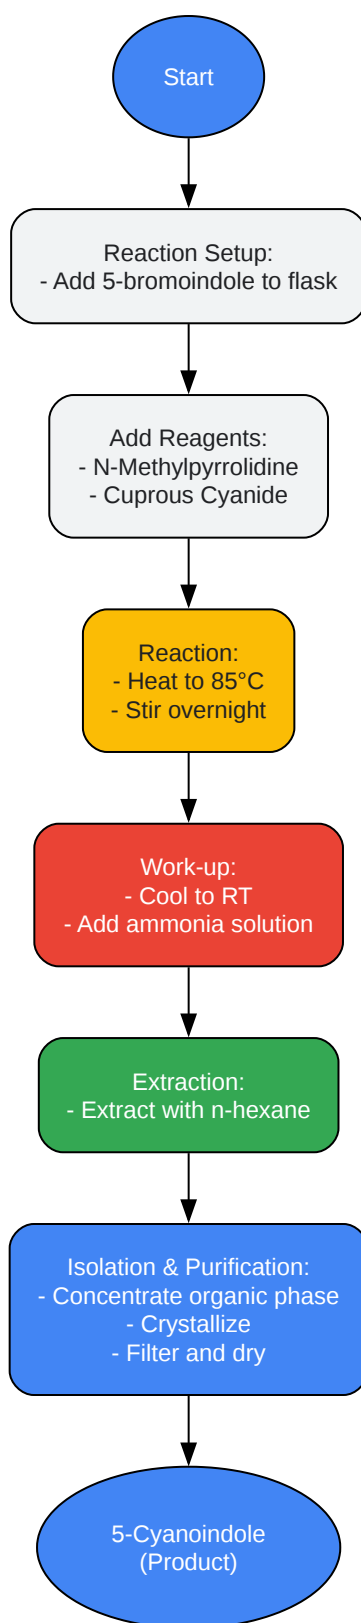 Start
Reaction Setup:
- Add 5-bromoindole to flask
Add Reagents:
- N-Methylpyrrolidine
- Cuprous Cyanide
Reaction:
- Heat to 85°C
- Stir overnight
Work-up:
- Cool to RT
- Add ammonia solution
Extraction:
- Extract with n-hexane
Isolation & Purification:
- Concentrate organic phase
- Crystallize
- Filter and dry
5-Cyanoindole
(Product)